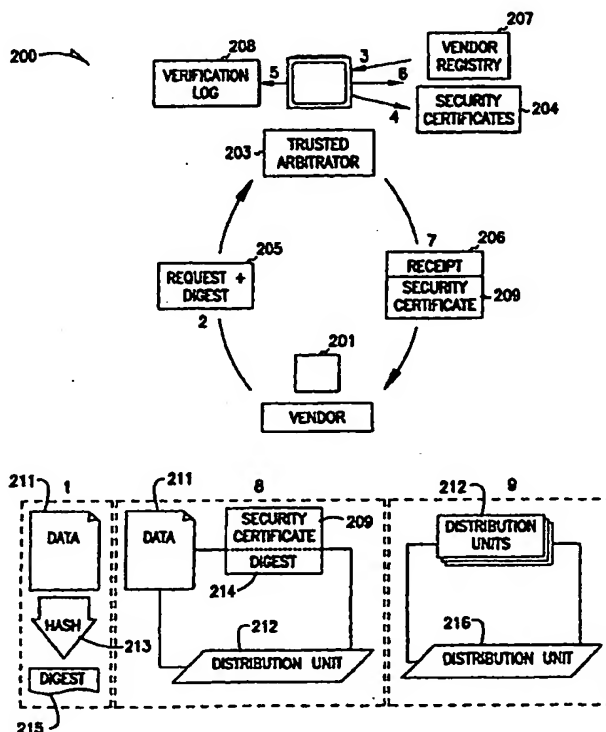 200
208
VERIFICATION
LOG
5
3
6
4
207
VENDOR
REGISTRY
SECURITY
CERTIFICATES
204
203
TRUSTED
ARBITRATOR
205
REQUEST +
DIGEST
2
7
206
RECEIPT
SECURITY
CERTIFICATE
209
201
VENDOR
211
1
DATA
HASH
213
DIGEST
215
211
8
DATA
SECURITY
CERTIFICATE
209
DIGEST
214
212
DISTRIBUTION UNIT
212
9
DISTRIBUTION
UNITS
216
DISTRIBUTION UNIT